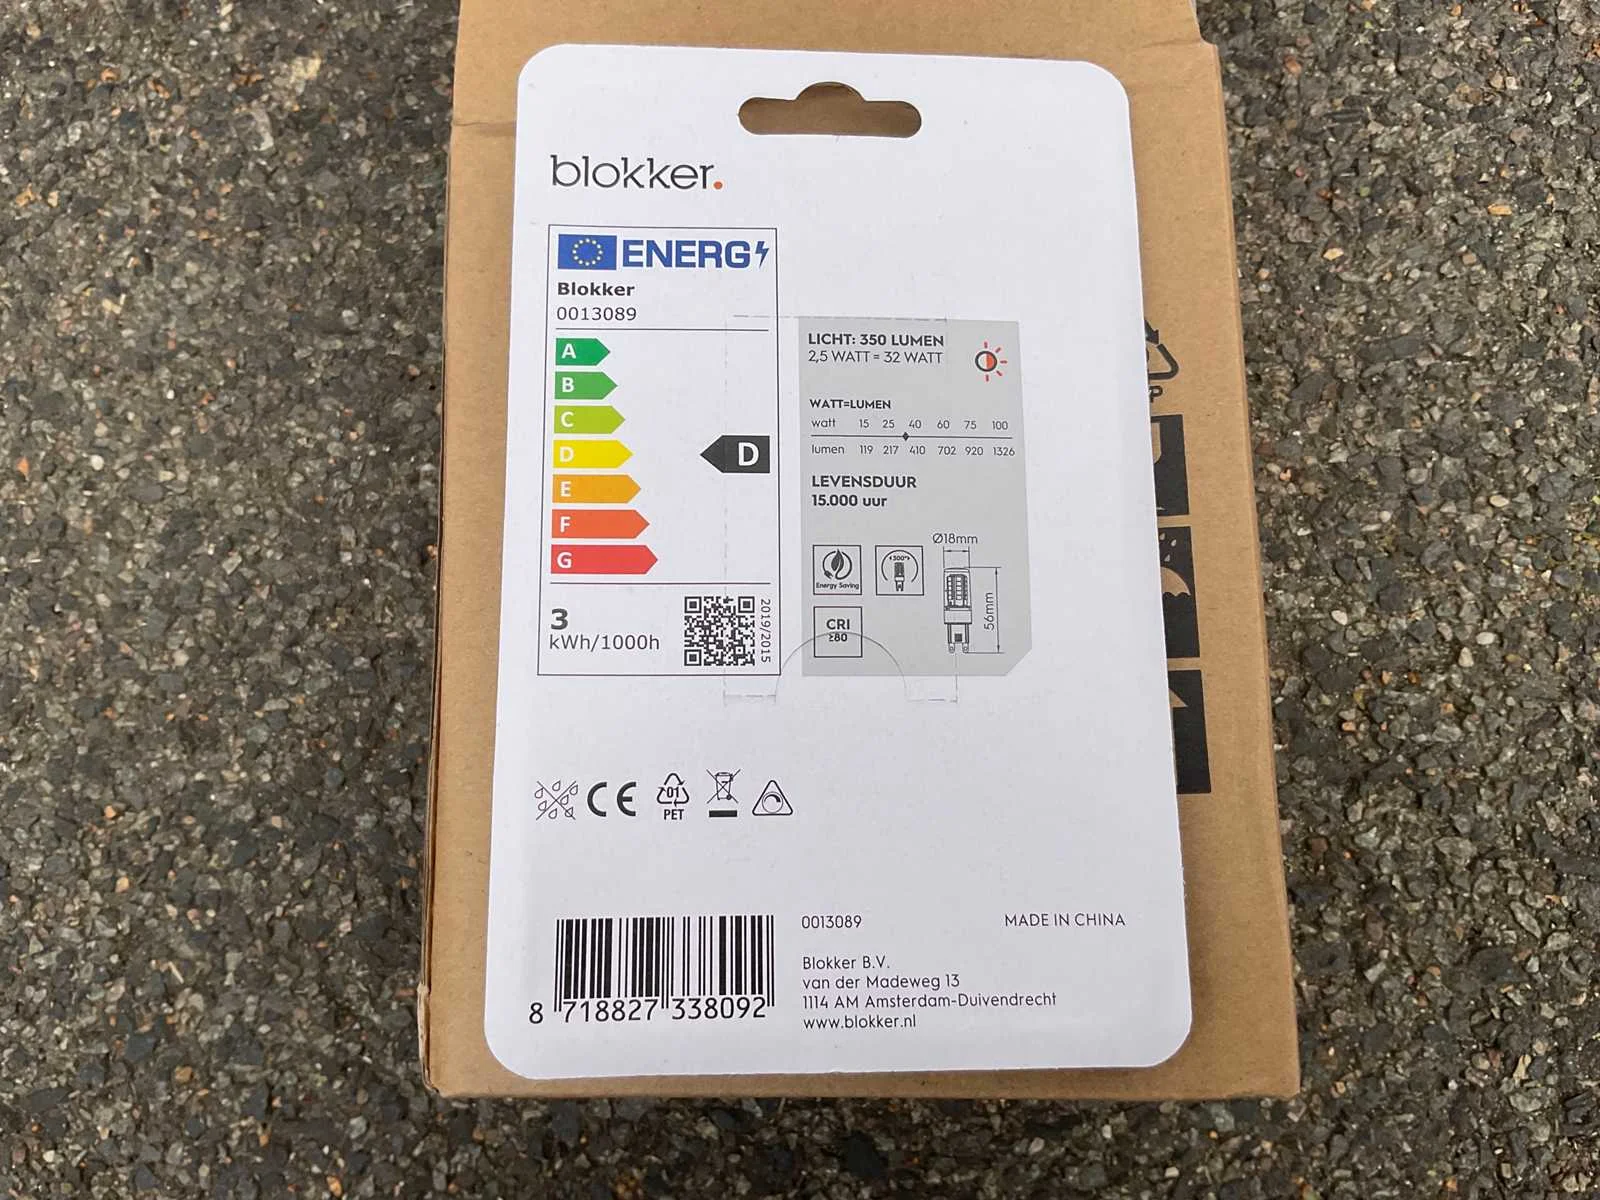 blokker.
ENERG
Blokker
0013089
A
B
C
D
E
F
G
D
3
kWh/1000h
2019/2015
LICHT: 350 LUMEN
2,5 WATT = 32 WATT
WATT=LUMEN
watt 15 25 40 60 75 100
lumen 119 217 410 702 920 1326
LEVENSDUUR
15.000 uur
Energy Saving
300°
CRI
≥80
Ø18mm
56mm
CE
01
PET
8 718827 338092
0013089
MADE IN CHINA
Blokker B.V.
van der Madeweg 13
1114 AM Amsterdam-Duivendrecht
www.blokker.nl